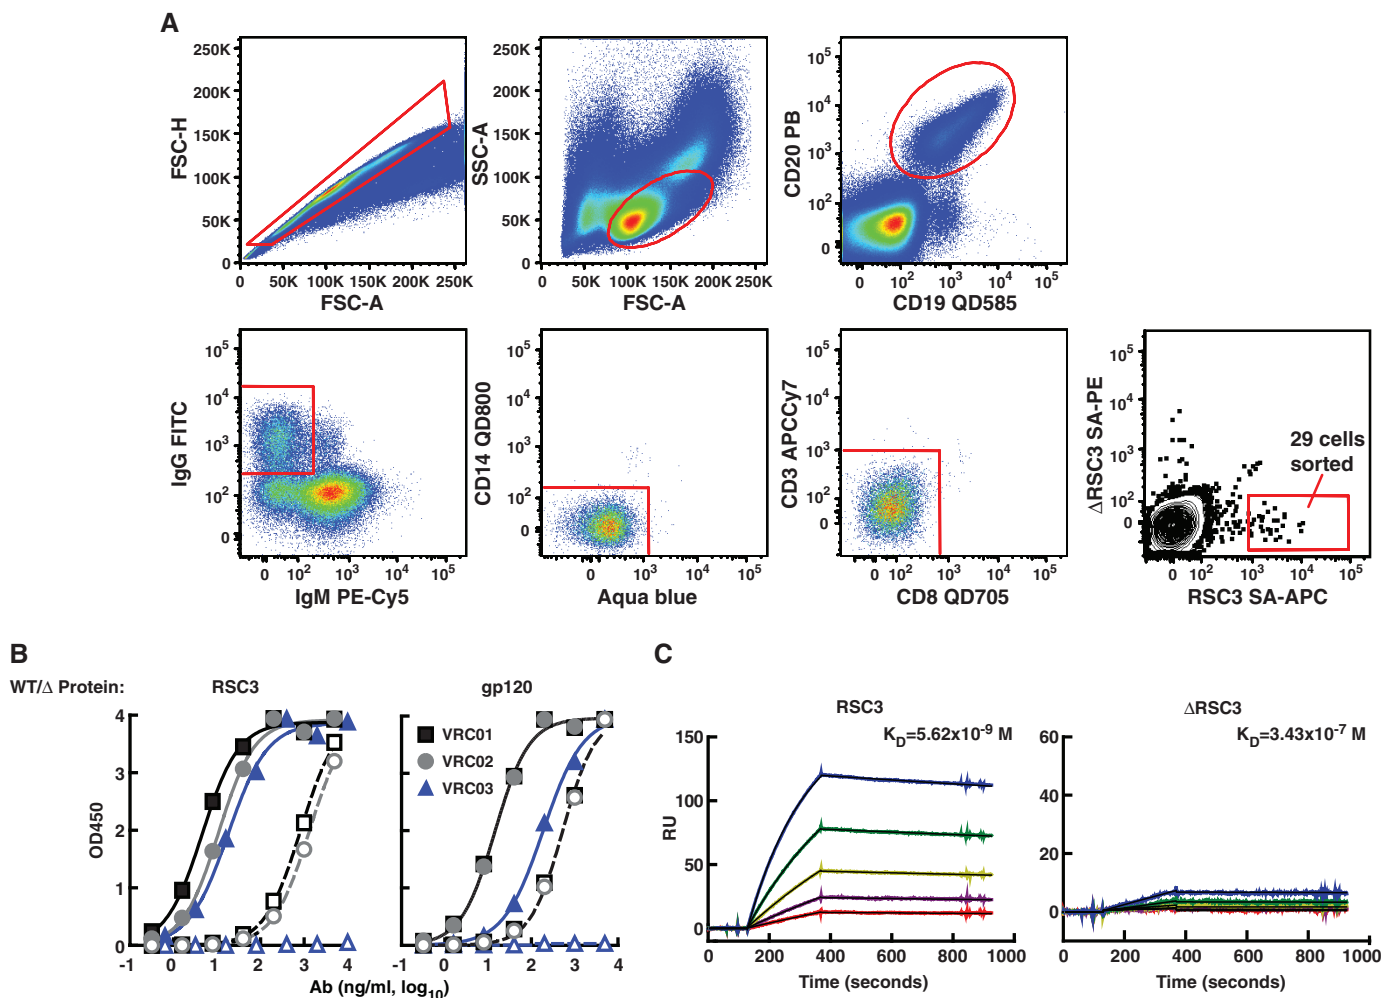 A
250K
200K
150K
100K
50K
0
FSC-H
0 50K 100K 150K 200K 250K
FSC-A
250K
200K
150K
100K
50K
0
SSC-A
0 50K 100K 150K 200K 250K
FSC-A
10^5
10^4
10^3
10^2
0
CD20 PB
0 10^2 10^3 10^4 10^5
CD19 QD585
10^5
10^4
10^3
10^2
0
IgG FITC
0 10^2 10^3 10^4 10^5
IgM PE-Cy5
10^5
10^4
10^3
10^2
0
CD14 QD800
0 10^3 10^4 10^5
Aqua blue
10^5
10^4
10^3
10^2
0
CD3 APCCy7
0 10^3 10^4 10^5
CD8 QD705
10^5
10^4
10^3
10^2
0
ΔRSC3 SA-PE
29 cells
sorted
0 10^2 10^3 10^4 10^5
RSC3 SA-APC
B
WT/Δ Protein: RSC3 gp120
4
3
2
1
0
OD450
VRC01
VRC02
VRC03
-1 0 1 2 3 4
-1 0 1 2 3 4
Ab (ng/ml, log10)
C
RSC3
K_D=5.62x10^-9 M
150
100
50
0
RU
0 200 400 600 800 1000
Time (seconds)
ΔRSC3
K_D=3.43x10^-7 M
60
40
20
0
0 200 400 600 800 1000
Time (seconds)